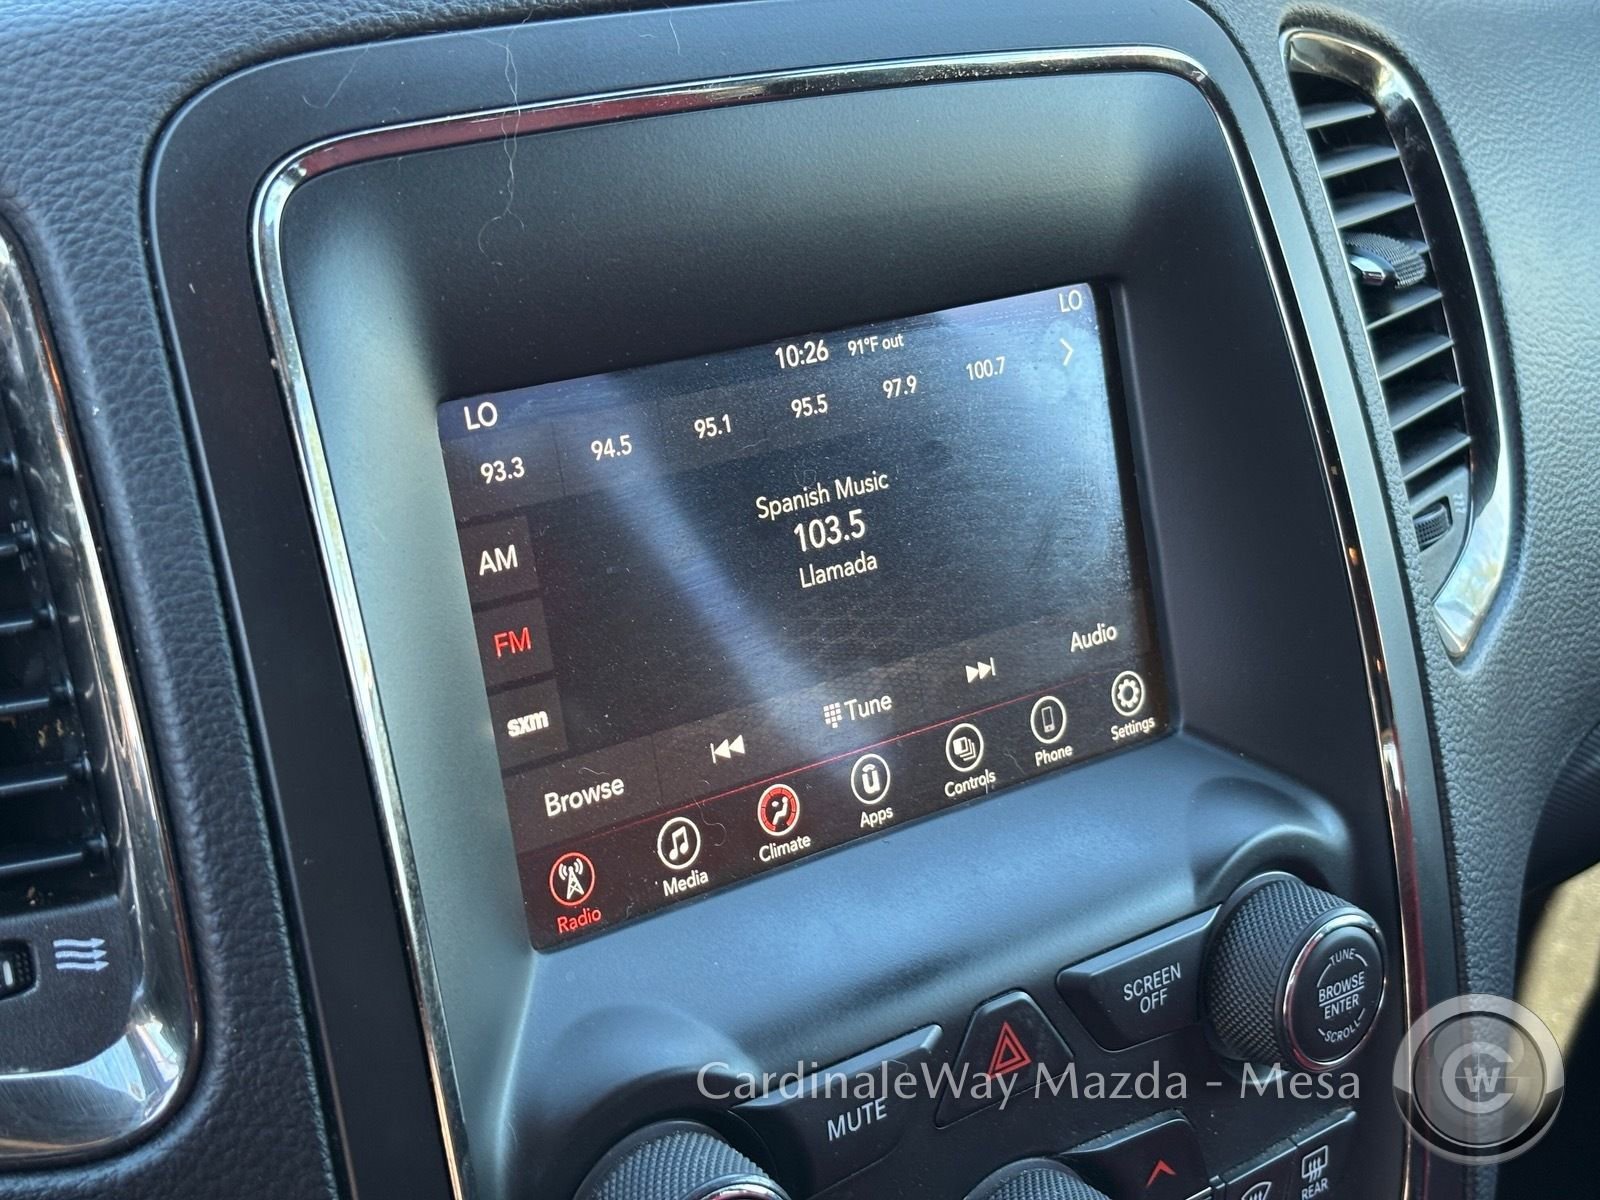 LO 10:26 91°F out LO
93.3 94.5 95.1 95.5 97.9 100.7
Spanish Music
103.5
Llamada
AM
FM
sxm
Browse Tune Audio
Radio Media Climate Apps Controls Phone Settings
TUNE
BROWSE
ENTER
SCROLL
SCREEN
OFF
MUTE
REAR
CardinaleWay Mazda - Mesa
CW